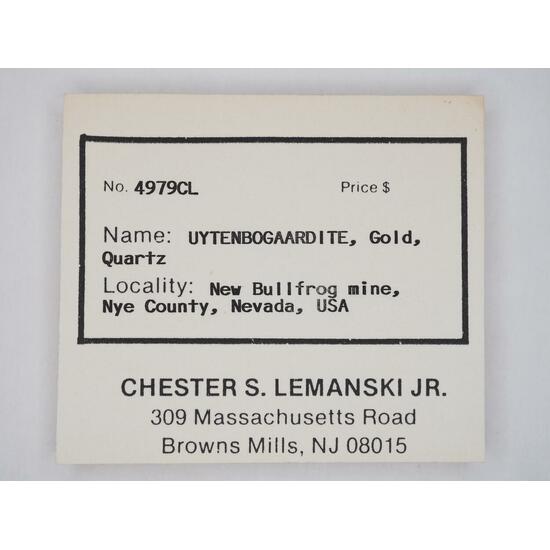 No. 4979CL Price $
Name: UYTENBOGAARDITE, Gold,
Quartz
Locality: New Bullfrog mine,
Nye County, Nevada, USA
CHESTER S. LEMANSKI JR.
309 Massachusetts Road
Browns Mills, NJ 08015